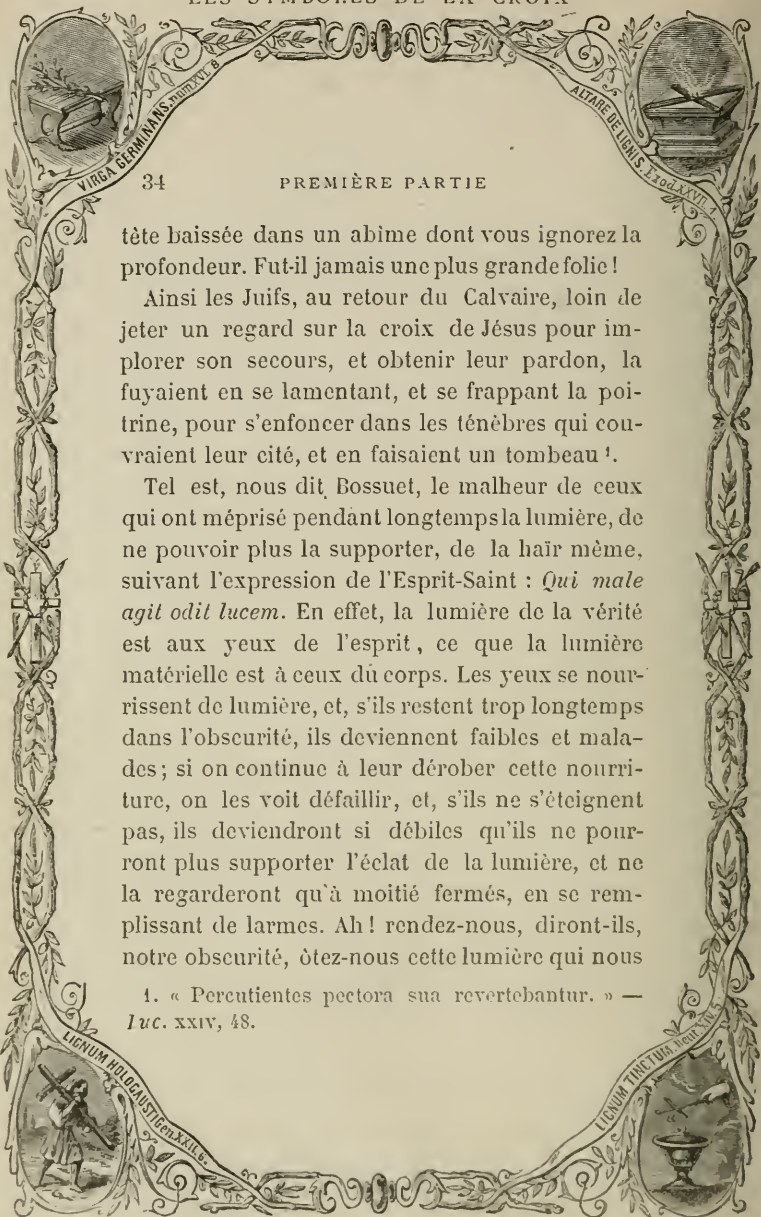 LES SYMBOLES DE LA CROIX
VIRGA GERMINANS. num XVI. 8
ALTARE DE LIGNIS. Exod. XXVII. 1
34 PREMIÈRE PARTIE
tête baissée dans un abîme dont vous ignorez la
profondeur. Fut-il jamais une plus grande folie !
Ainsi les Juifs, au retour du Calvaire, loin de
jeter un regard sur la croix de Jésus pour im-
plorer son secours, et obtenir leur pardon, la
fuyaient en se lamentant, et se frappant la poi-
trine, pour s'enfoncer dans les ténèbres qui cou-
vraient leur cité, et en faisaient un tombeau ¹.
Tel est, nous dit Bossuet, le malheur de ceux
qui ont méprisé pendant longtemps la lumière, de
ne pouvoir plus la supporter, de la haïr même,
suivant l'expression de l'Esprit-Saint : Qui male
agit odit lucem. En effet, la lumière de la vérité
est aux yeux de l'esprit, ce que la lumière
matérielle est à ceux du corps. Les yeux se nour-
rissent de lumière, et, s'ils restent trop longtemps
dans l'obscurité, ils deviennent faibles et mala-
des ; si on continue à leur dérober cette nourri-
ture, on les voit défaillir, et, s'ils ne s'éteignent
pas, ils deviendront si débiles qu'ils ne pour-
ront plus supporter l'éclat de la lumière, et ne
la regarderont qu'à moitié fermés, en se rem-
plissant de larmes. Ah ! rendez-nous, diront-ils,
notre obscurité, ôtez-nous cette lumière qui nous
1. « Percutientes pectora sua revertebantur. » —
Luc. XXIV, 48.
LIGNUM HOLOCAUSTI Gen. XXII. 6.
LIGNUM TINCTUM.